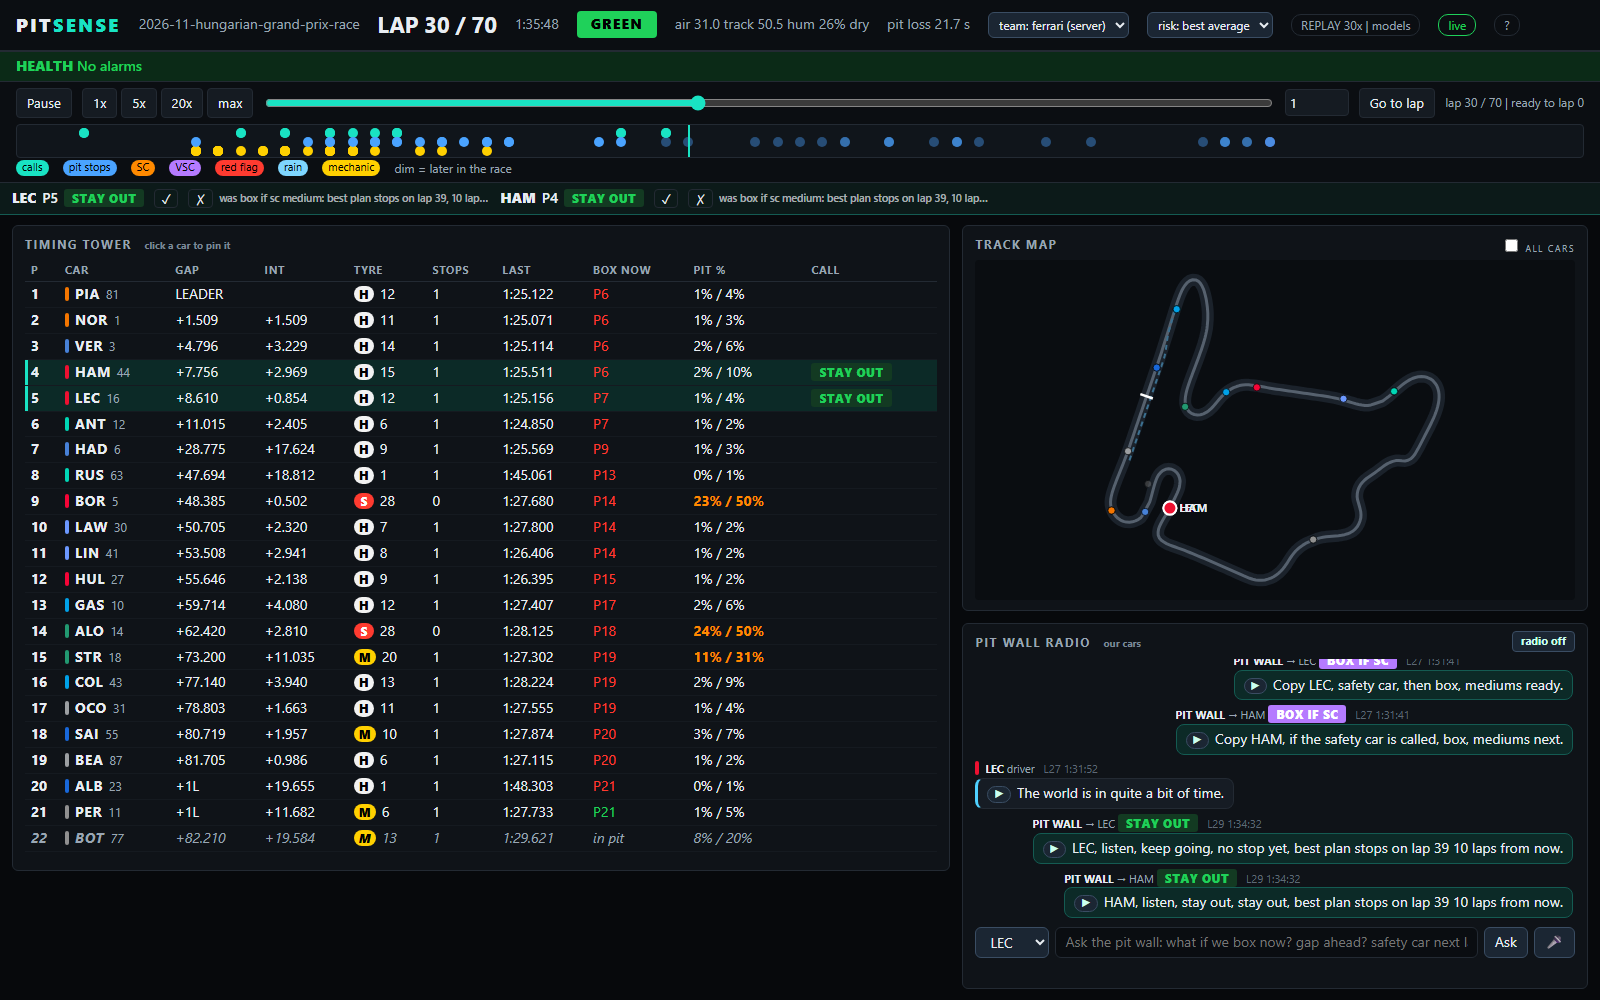 PITSENSE 2026-11-hungarian-grand-prix-race LAP 30 / 70 1:35:48 GREEN air 31.0 track 50.5 hum 26% dry pit loss 21.7 s team: ferrari (server) risk: best average REPLAY 30x | models live ?
HEALTH No alarms
Pause 1x 5x 20x max 1 Go to lap lap 30 / 70 | ready to lap 0
calls pit stops SC VSC red flag rain mechanic dim = later in the race
LEC P5 STAY OUT ✓ ✗ was box if sc medium: best plan stops on lap 39, 10 lap... HAM P4 STAY OUT ✓ ✗ was box if sc medium: best plan stops on lap 39, 10 lap...
TIMING TOWER click a car to pin it
P CAR GAP INT TYRE STOPS LAST BOX NOW PIT % CALL
1 PIA 81 LEADER H 12 1 1:25.122 P6 1% / 4%
2 NOR 1 +1.509 +1.509 H 11 1 1:25.071 P6 1% / 3%
3 VER 3 +4.796 +3.229 H 14 1 1:25.114 P6 2% / 6%
4 HAM 44 +7.756 +2.969 H 15 1 1:25.511 P6 2% / 10% STAY OUT
5 LEC 16 +8.610 +0.854 H 12 1 1:25.156 P7 1% / 4% STAY OUT
6 ANT 12 +11.015 +2.405 H 6 1 1:24.850 P7 1% / 2%
7 HAD 6 +28.775 +17.624 H 9 1 1:25.569 P9 1% / 3%
8 RUS 63 +47.694 +18.812 H 1 1 1:45.061 P13 0% / 1%
9 BOR 5 +48.385 +0.502 S 28 0 1:27.680 P14 23% / 50%
10 LAW 30 +50.705 +2.320 H 7 1 1:27.800 P14 1% / 2%
11 LIN 41 +53.508 +2.941 H 8 1 1:26.406 P14 1% / 2%
12 HUL 27 +55.646 +2.138 H 9 1 1:26.395 P15 1% / 2%
13 GAS 10 +59.714 +4.080 H 12 1 1:27.407 P17 2% / 6%
14 ALO 14 +62.420 +2.810 S 28 0 1:28.125 P18 24% / 50%
15 STR 18 +73.200 +11.035 M 20 1 1:27.302 P19 11% / 31%
16 COL 43 +77.140 +3.940 H 13 1 1:28.224 P19 2% / 9%
17 OCO 31 +78.803 +1.663 H 11 1 1:27.555 P19 1% / 4%
18 SAI 55 +80.719 +1.957 M 10 1 1:27.874 P20 3% / 7%
19 BEA 87 +81.705 +0.986 H 6 1 1:27.115 P20 1% / 2%
20 ALB 23 +1L +19.655 H 1 1 1:48.303 P21 0% / 1%
21 PER 11 +1L +11.682 M 6 1 1:27.733 P21 1% / 5%
22 BOT 77 +82.210 +19.584 M 13 1 1:29.621 in pit 8% / 20%
TRACK MAP ALL CARS
HAM
PIT WALL RADIO our cars radio off
PIT WALL → LEC BOX IF SC L27 1:31:41
Copy LEC, safety car, then box, mediums ready.
PIT WALL → HAM BOX IF SC L27 1:31:41
Copy HAM, if the safety car is called, box, mediums next.
LEC driver L27 1:31:52
The world is in quite a bit of time.
PIT WALL → LEC STAY OUT L29 1:34:32
LEC, listen, keep going, no stop yet, best plan stops on lap 39 10 laps from now.
PIT WALL → HAM STAY OUT L29 1:34:32
HAM, listen, stay out, stay out, best plan stops on lap 39 10 laps from now.
LEC Ask the pit wall: what if we box now? gap ahead? safety car next Ask